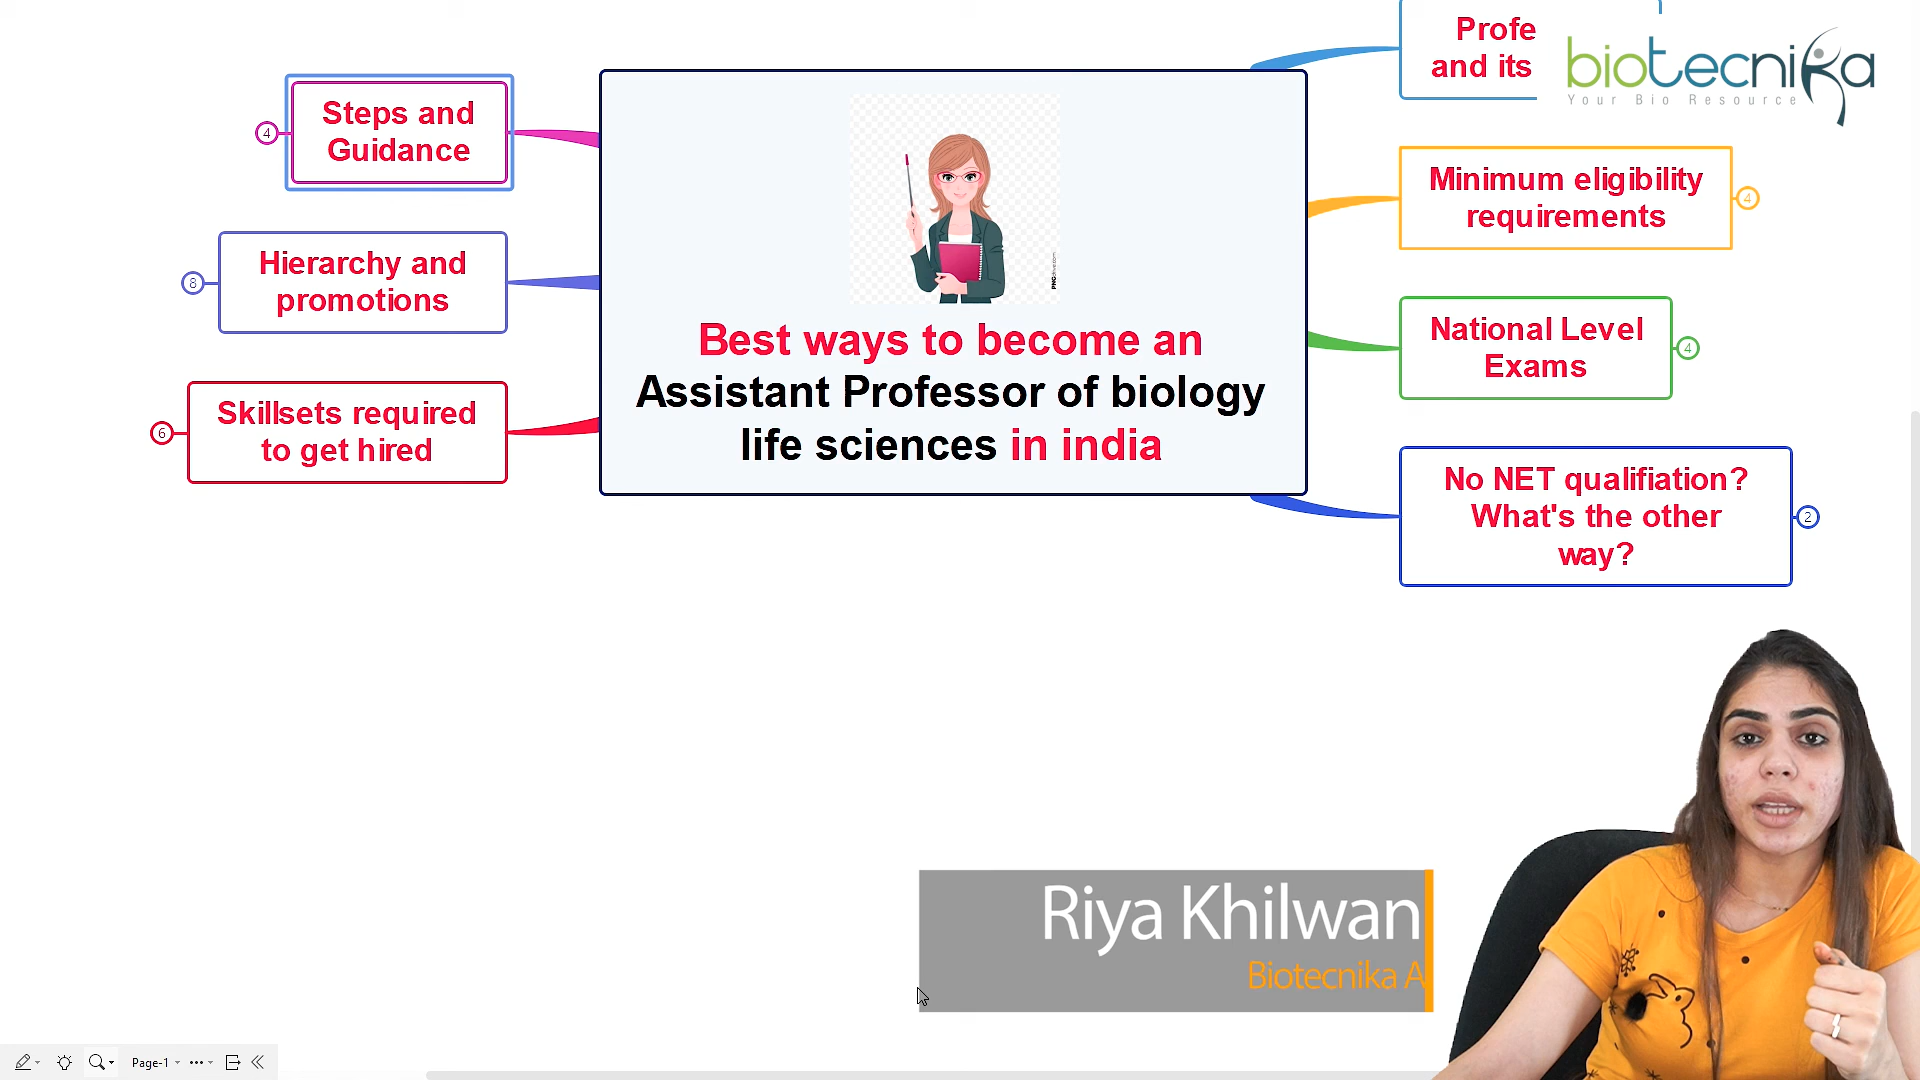 Profe
and its
biotecnika
Your Bio Resource
Steps and
Guidance
4
Hierarchy and
promotions
8
Skillsets required
to get hired
6
Best ways to become an
Assistant Professor of biology
life sciences in india
Minimum eligibility
requirements
4
National Level
Exams
4
No NET qualifiation?
What's the other
way?
2
Riya Khilwan
Biotecnika A
Page-1